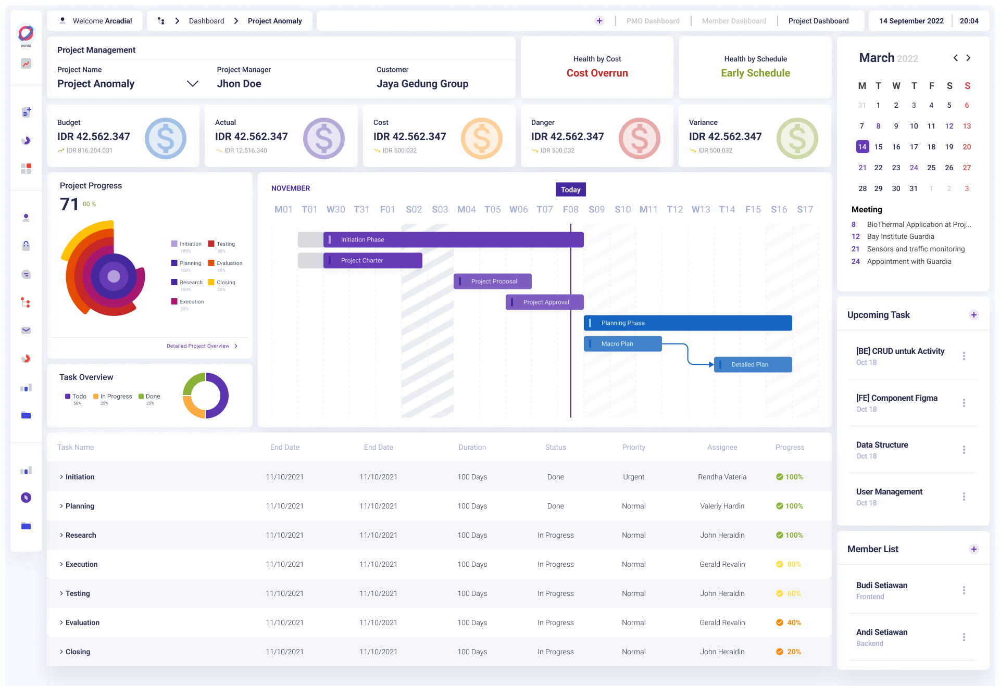 OSPRO
Welcome Arcadia!
Dashboard
Project Anomaly
PMO Dashboard
Member Dashboard
Project Dashboard
14 September 2022
20:04
Project Management
Project Name
Project Anomaly
Project Manager
Jhon Doe
Customer
Jaya Gedung Group
Health by Cost
Cost Overrun
Health by Schedule
Early Schedule
Budget
IDR 42.562.347
IDR 816.204.031
Actual
IDR 42.562.347
IDR 12.516.340
Cost
IDR 42.562.347
IDR 500.032
Danger
IDR 42.562.347
IDR 500.032
Variance
IDR 42.562.347
IDR 500.032
Project Progress
71 00 %
Initiation
100%
Testing
60%
Planning
100%
Evaluation
40%
Research
100%
Closing
20%
Execution
80%
Detailed Project Overview
Task Overview
Todo
50%
In Progress
25%
Done
25%
NOVEMBER
Today
M01 T01 W30 T31 F01 S02 S03 M04 T05 W06 T07 F08 S09 S10 M11 T12 W13 T14 F15 S16 S17
Initiation Phase
Project Charter
Project Proposal
Project Approval
Planning Phase
Macro Plan
Detailed Plan
Task Name End Date End Date Duration Status Priority Assignee Progress
Initiation 11/10/2021 11/10/2021 100 Days Done Urgent Rendha Vateria 100%
Planning 11/10/2021 11/10/2021 100 Days Done Normal Valeriy Hardin 100%
Research 11/10/2021 11/10/2021 100 Days In Progress Normal John Heraldin 100%
Execution 11/10/2021 11/10/2021 100 Days In Progress Normal Gerald Revalin 80%
Testing 11/10/2021 11/10/2021 100 Days In Progress Normal John Heraldin 60%
Evaluation 11/10/2021 11/10/2021 100 Days In Progress Normal Gerald Revalin 40%
Closing 11/10/2021 11/10/2021 100 Days In Progress Normal John Heraldin 20%
March 2022
M T W T F S S
31 1 2 3 4 5 6
7 8 9 10 11 12 13
14 15 16 17 18 19 20
21 22 23 24 25 26 27
28 29 30 31 1 2 3
Meeting
8 BioThermal Application at Proj...
12 Bay Institute Guardia
21 Sensors and traffic monitoring
24 Appointment with Guardia
Upcoming Task
[BE] CRUD untuk Activity
Oct 18
[FE] Component Figma
Oct 18
Data Structure
Oct 18
User Management
Oct 18
Member List
Budi Setiawan
Frontend
Andi Setiawan
Backend